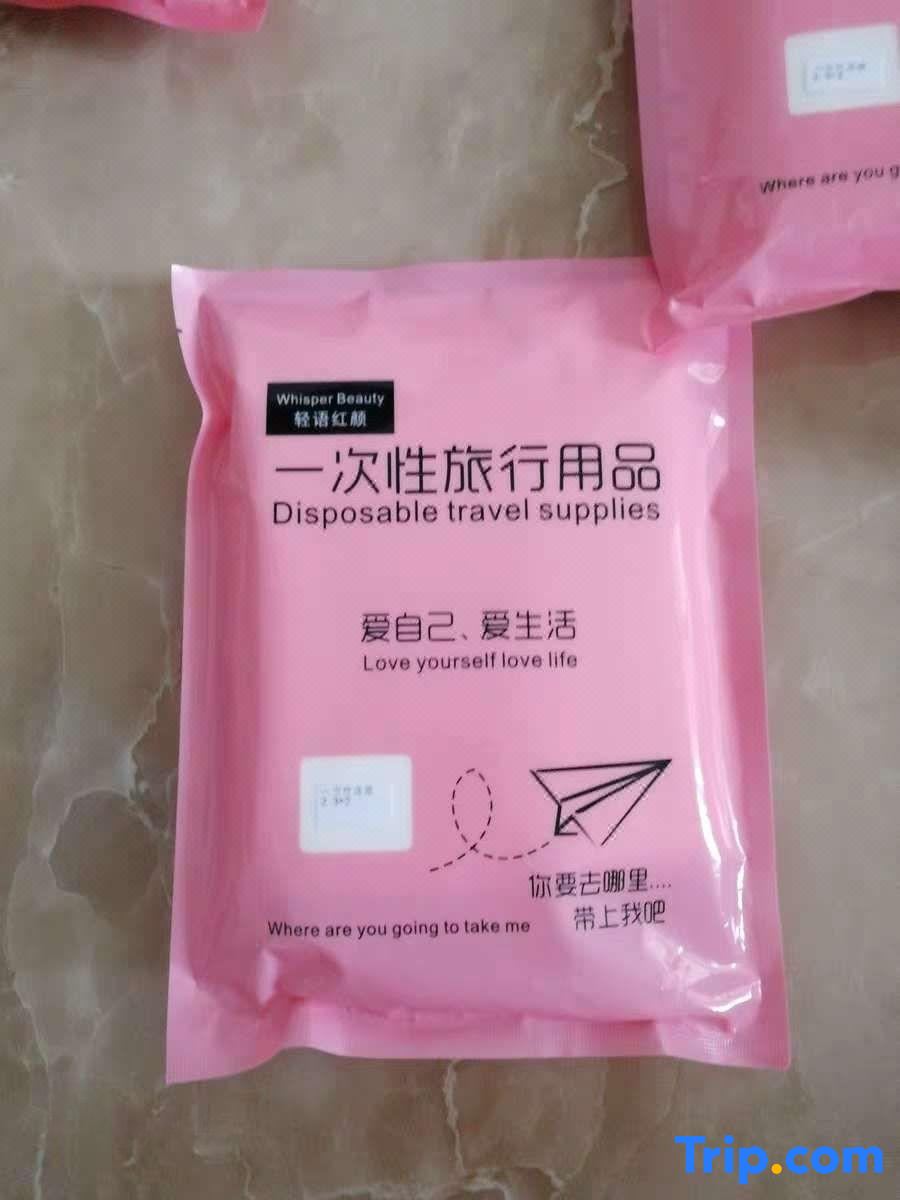 Where are you g
Whisper Beauty
轻语红颜
一次性旅行用品
Disposable travel supplies
爱自己、爱生活
Love yourself love life
你要去哪里....
带上我吧
Where are you going to take me
Trip.com